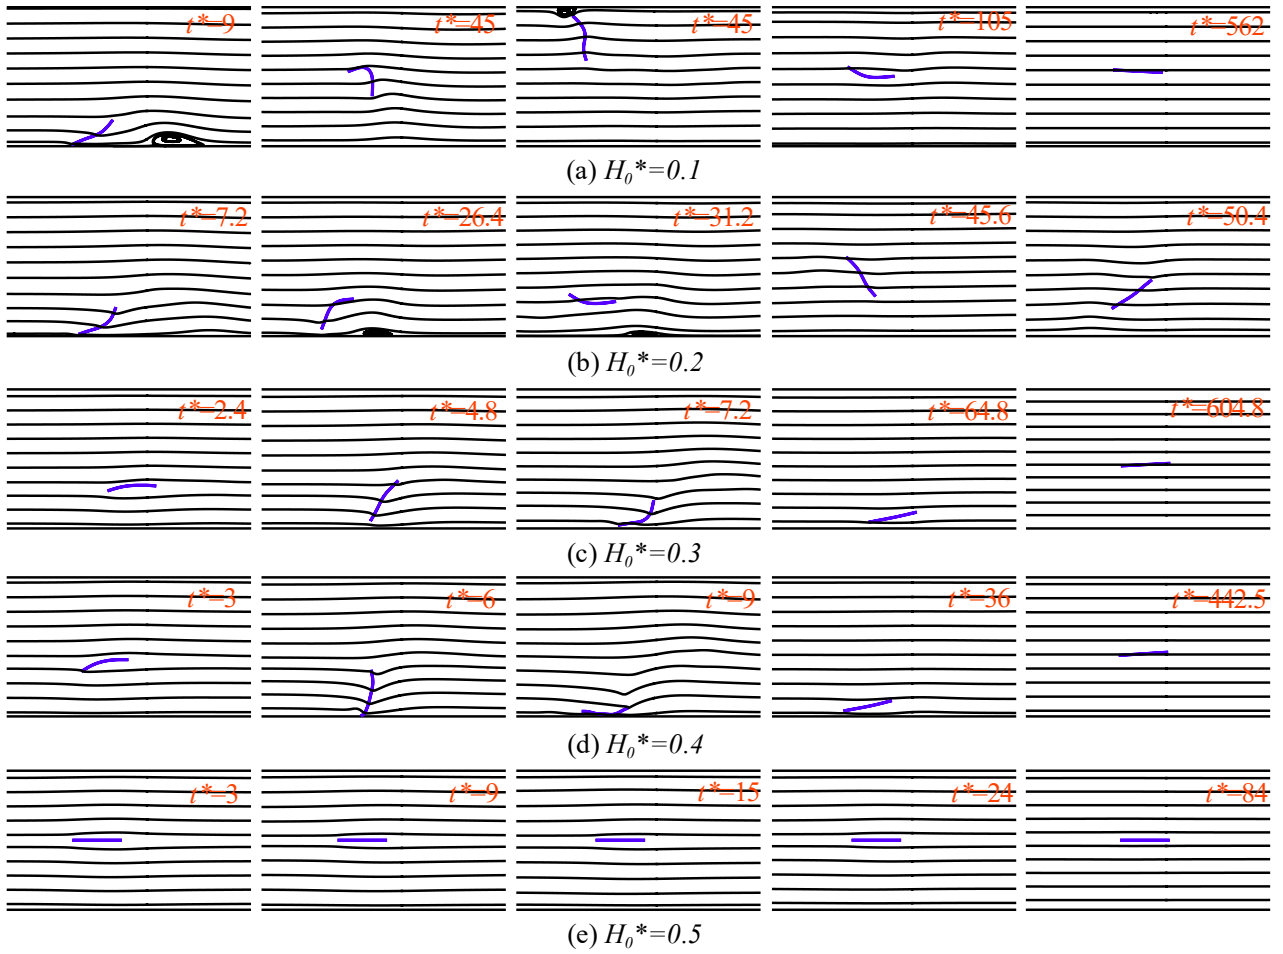 t*=9 t*=45 t*=45 t*=105 t*=562
(a) H₀*=0.1
t*=7.2 t*=26.4 t*=31.2 t*=45.6 t*=50.4
(b) H₀*=0.2
t*=2.4 t*=4.8 t*=7.2 t*=64.8 t*=604.8
(c) H₀*=0.3
t*=3 t*=6 t*=9 t*=36 t*=442.5
(d) H₀*=0.4
t*=3 t*=9 t*=15 t*=24 t*=84
(e) H₀*=0.5